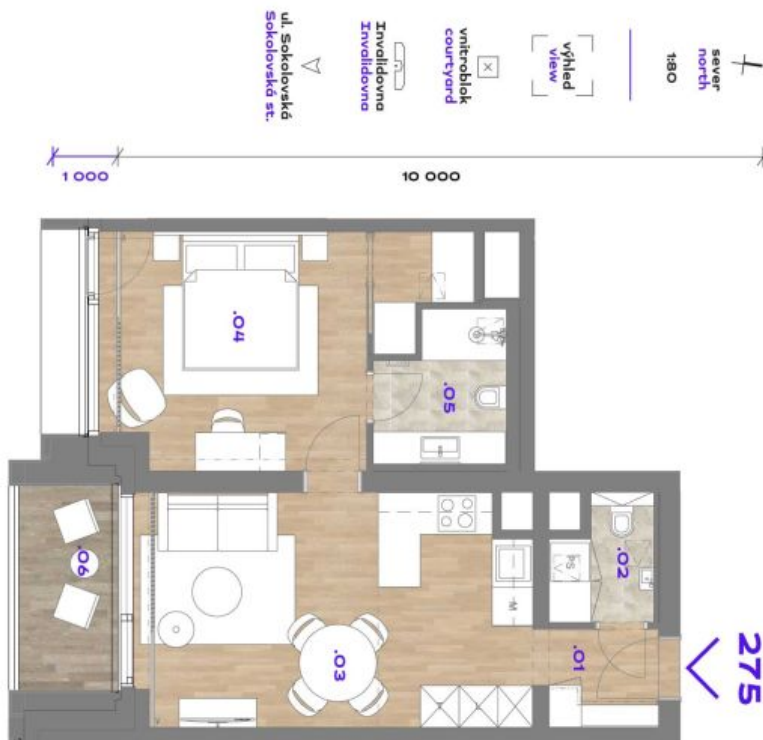 sever
north
1:80
výhled
view
vnitroblok
courtyard
Invalidovna
Invalidovna
ul. Sokolovská
Sokolovská st.
1 000
10 000
.04
.05
.06
.03
M
PS
.02
.01
275